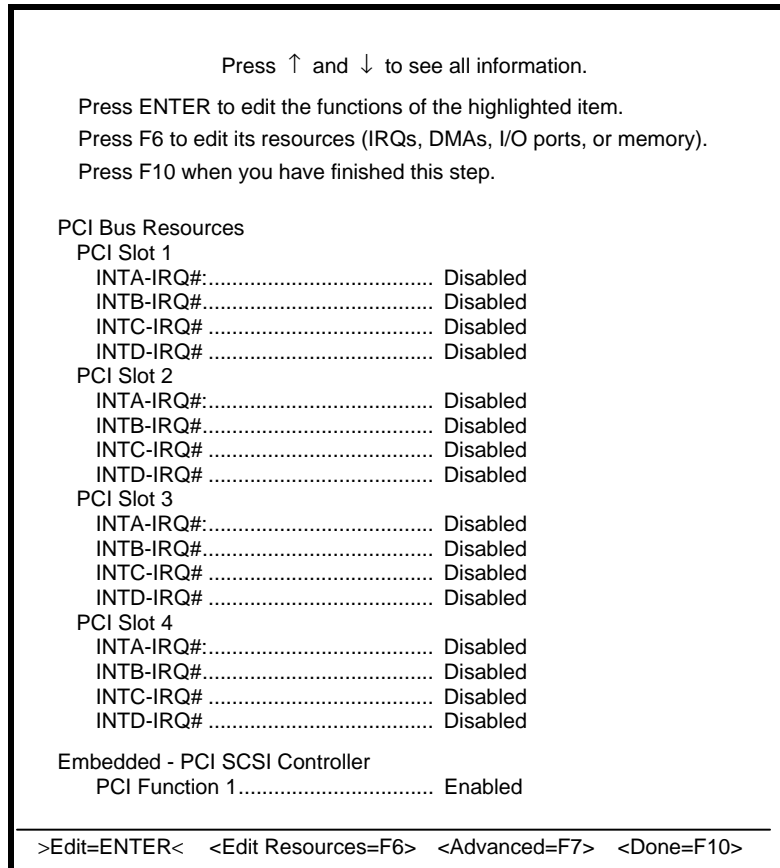 Press ↑ and ↓ to see all information.
Press ENTER to edit the functions of the highlighted item.
Press F6 to edit its resources (IRQs, DMAs, I/O ports, or memory).
Press F10 when you have finished this step.
PCI Bus Resources
PCI Slot 1
INTA-IRQ#:...................................... Disabled
INTB-IRQ#....................................... Disabled
INTC-IRQ# ...................................... Disabled
INTD-IRQ# ...................................... Disabled
PCI Slot 2
INTA-IRQ#:...................................... Disabled
INTB-IRQ#....................................... Disabled
INTC-IRQ# ...................................... Disabled
INTD-IRQ# ...................................... Disabled
PCI Slot 3
INTA-IRQ#:...................................... Disabled
INTB-IRQ#....................................... Disabled
INTC-IRQ# ...................................... Disabled
INTD-IRQ# ...................................... Disabled
PCI Slot 4
INTA-IRQ#:...................................... Disabled
INTB-IRQ#....................................... Disabled
INTC-IRQ# ...................................... Disabled
INTD-IRQ# ...................................... Disabled
Embedded - PCI SCSI Controller
PCI Function 1................................. Enabled
>Edit=ENTER< <Edit Resources=F6> <Advanced=F7> <Done=F10>